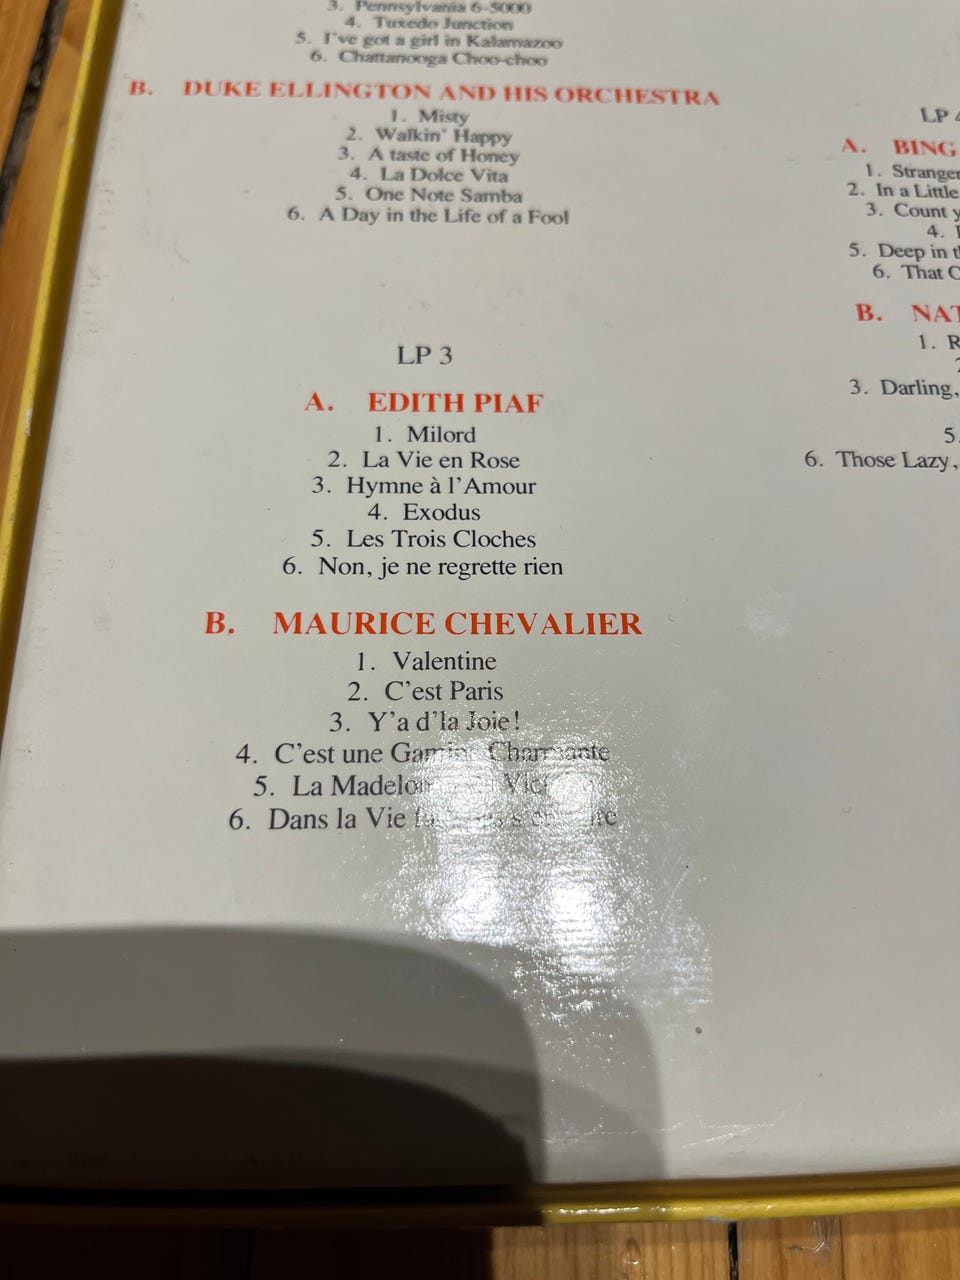 3. Pennsylvania 6-5000
4. Tuxedo Junction
5. I've got a girl in Kalamazoo
6. Chattanooga Choo-choo
B. DUKE ELLINGTON AND HIS ORCHESTRA
1. Misty
2. Walkin' Happy
3. A taste of Honey
4. La Dolce Vita
5. One Note Samba
6. A Day in the Life of a Fool
LP 3
A. EDITH PIAF
1. Milord
2. La Vie en Rose
3. Hymne à l'Amour
4. Exodus
5. Les Trois Cloches
6. Non, je ne regrette rien
B. MAURICE CHEVALIER
1. Valentine
2. C'est Paris
3. Y'a d'la Joie!
4. C'est une Gamine Charmante
5. La Madelon
6. Dans la Vie
LP
A. BING
1. Stranger
2. In a Little
3. Count
4.
5. Deep in
6. That
B. NAT
1.
3. Darling,
5.
6. Those Lazy,